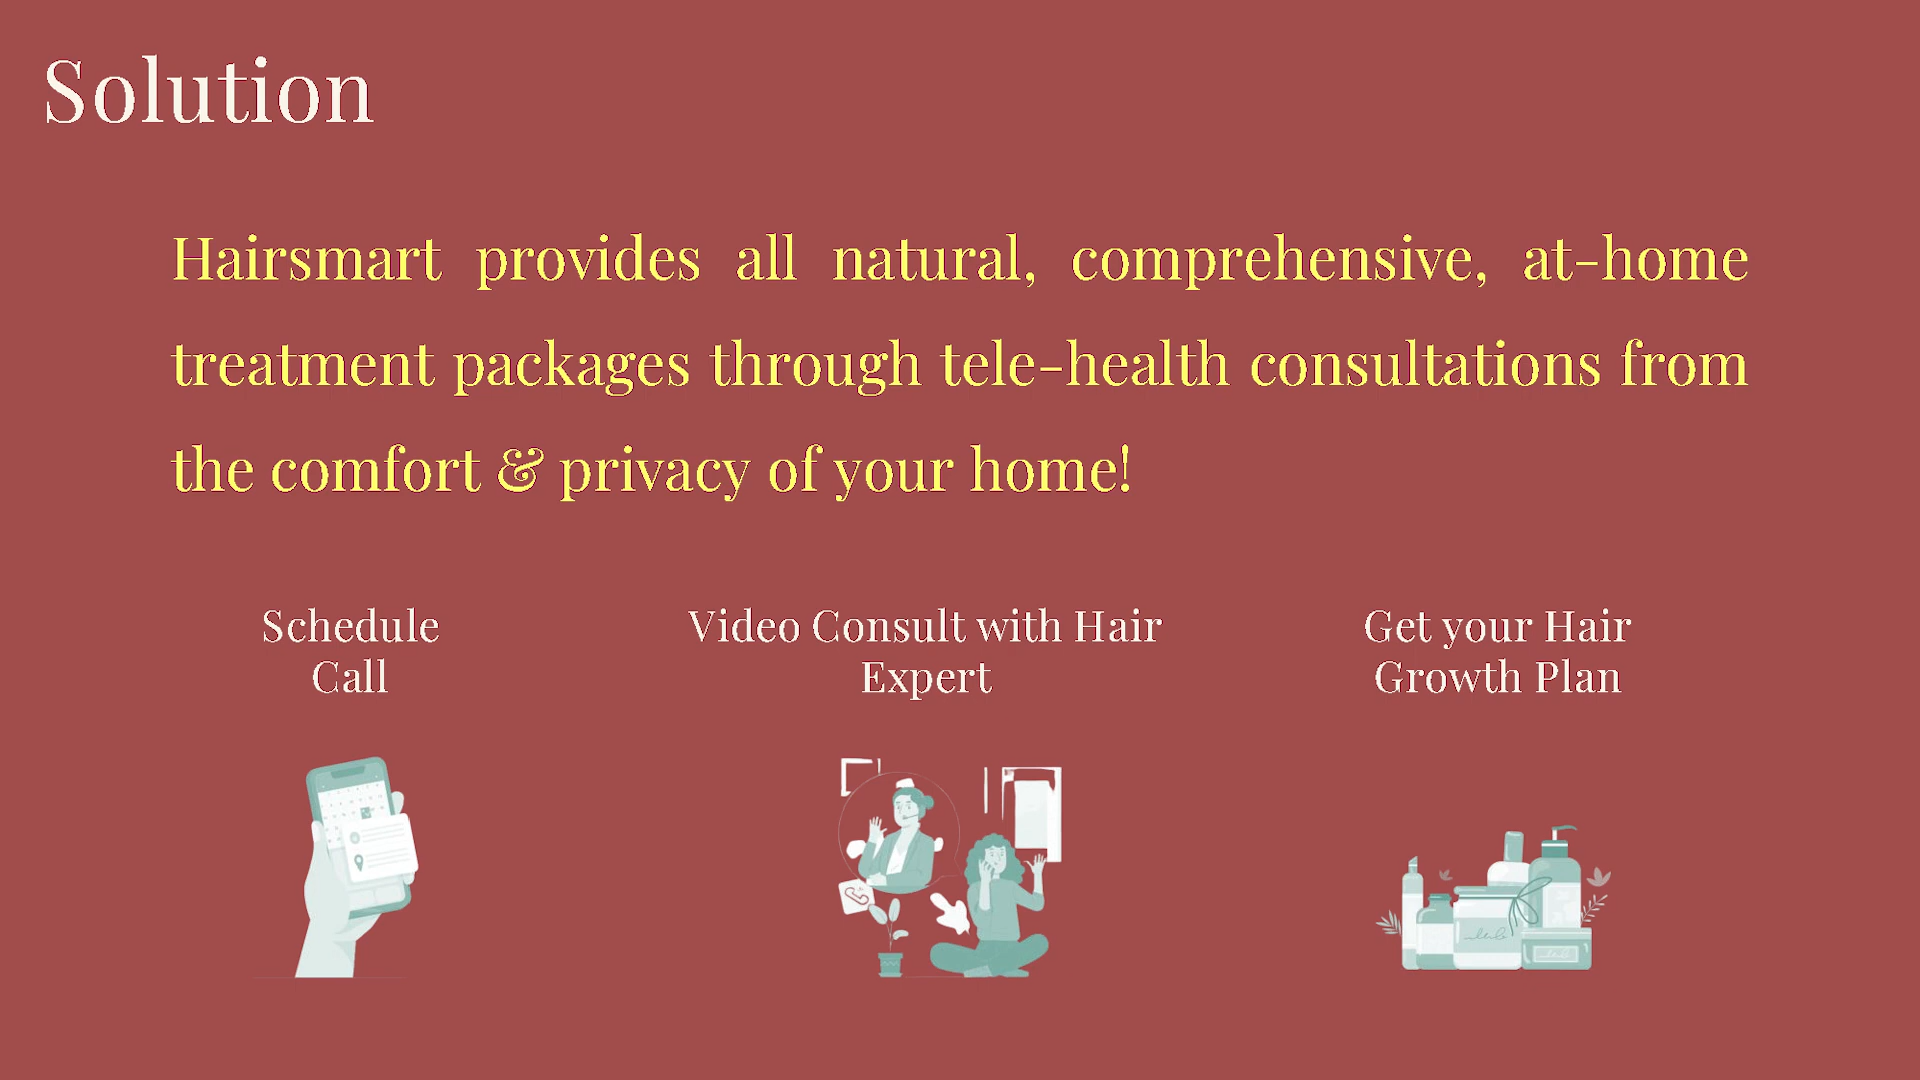 Solution
Hairsmart provides all natural, comprehensive, at-home
treatment packages through tele-health consultations from
the comfort & privacy of your home!
Schedule
Call
Video Consult with Hair
Expert
Get your Hair
Growth Plan